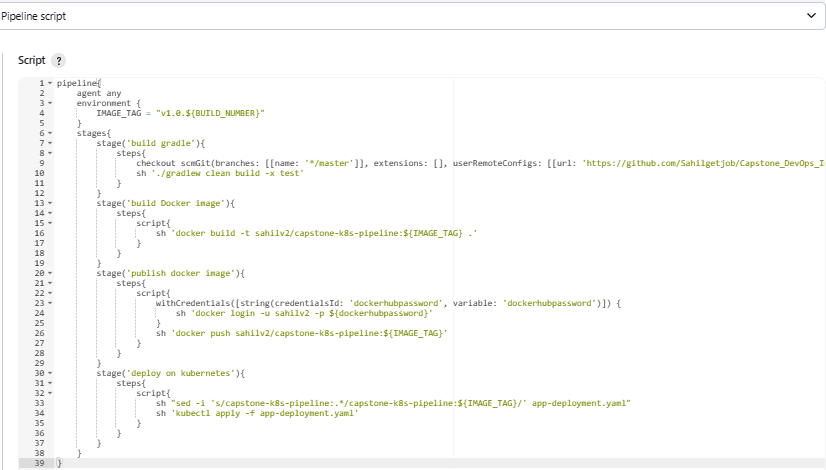 Pipeline script
Script ?
1 pipeline{
2 agent any
3 environment {
4 IMAGE_TAG = "v1.0.${BUILD_NUMBER}"
5 }
6 stages{
7 stage('build gradle'){
8 steps{
9 checkout scmGit(branches: [[name: '*/master']], extensions: [], userRemoteConfigs: [[url: 'https://github.com/Sahilgetjob/Capstone_DevOps_I
10 sh './gradlew clean build -x test'
11 }
12 }
13 stage('build Docker image'){
14 steps{
15 script{
16 sh 'docker build -t sahilv2/capstone-k8s-pipeline:${IMAGE_TAG} .'
17 }
18 }
19 }
20 stage('publish docker image'){
21 steps{
22 script{
23 withCredentials([string(credentialsId: 'dockerhubpassword', variable: 'dockerhubpassword')]) {
24 sh 'docker login -u sahilv2 -p ${dockerhubpassword}'
25 }
26 sh 'docker push sahilv2/capstone-k8s-pipeline:${IMAGE_TAG}'
27 }
28 }
29 }
30 stage('deploy on kubernetes'){
31 steps{
32 script{
33 sh "sed -i 's/capstone-k8s-pipeline:.*/capstone-k8s-pipeline:${IMAGE_TAG}/' app-deployment.yaml"
34 sh 'kubectl apply -f app-deployment.yaml'
35 }
36 }
37 }
38 }
39 }